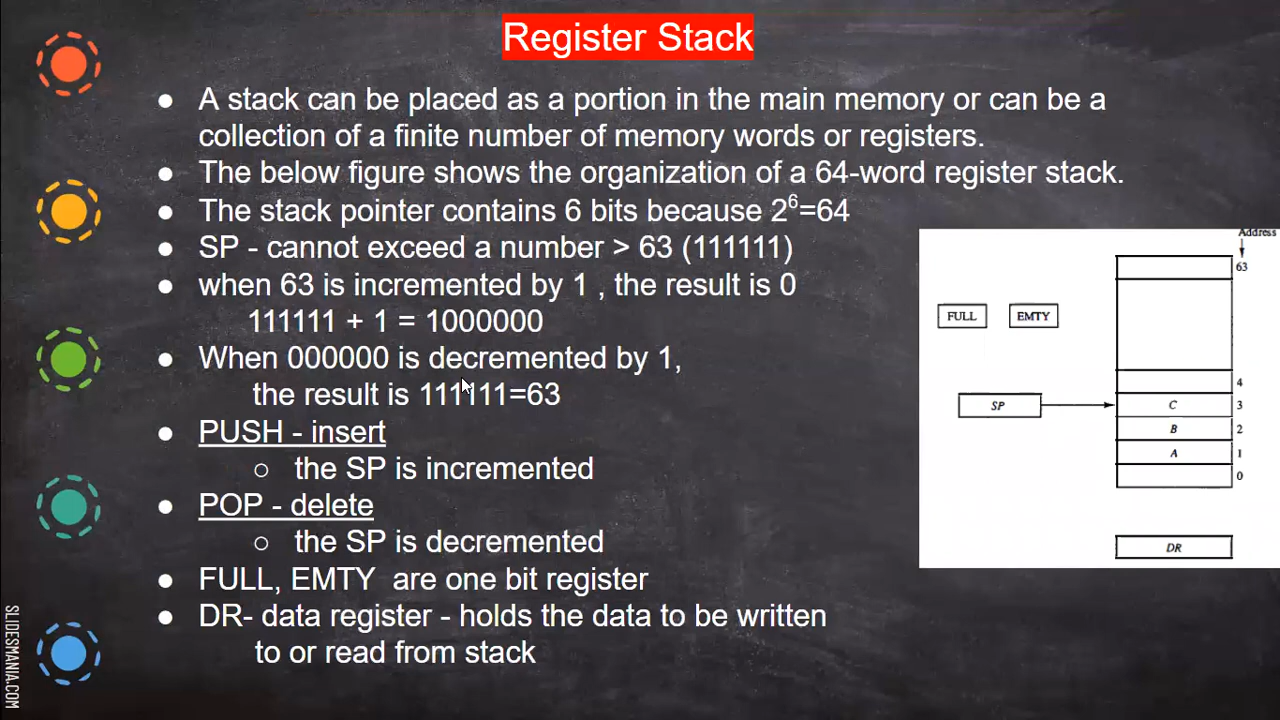 Register Stack
● A stack can be placed as a portion in the main memory or can be a
collection of a finite number of memory words or registers.
● The below figure shows the organization of a 64-word register stack.
● The stack pointer contains 6 bits because 2⁶=64
● SP - cannot exceed a number > 63 (111111)
● when 63 is incremented by 1 , the result is 0
111111 + 1 = 1000000
● When 000000 is decremented by 1,
the result is 111111=63
● PUSH - insert
○ the SP is incremented
● POP - delete
○ the SP is decremented
● FULL, EMTY are one bit register
● DR- data register - holds the data to be written
to or read from stack
Address
63
FULL EMTY
4
SP C 3
B 2
A 1
0
DR
SLIDESMANIA.COM